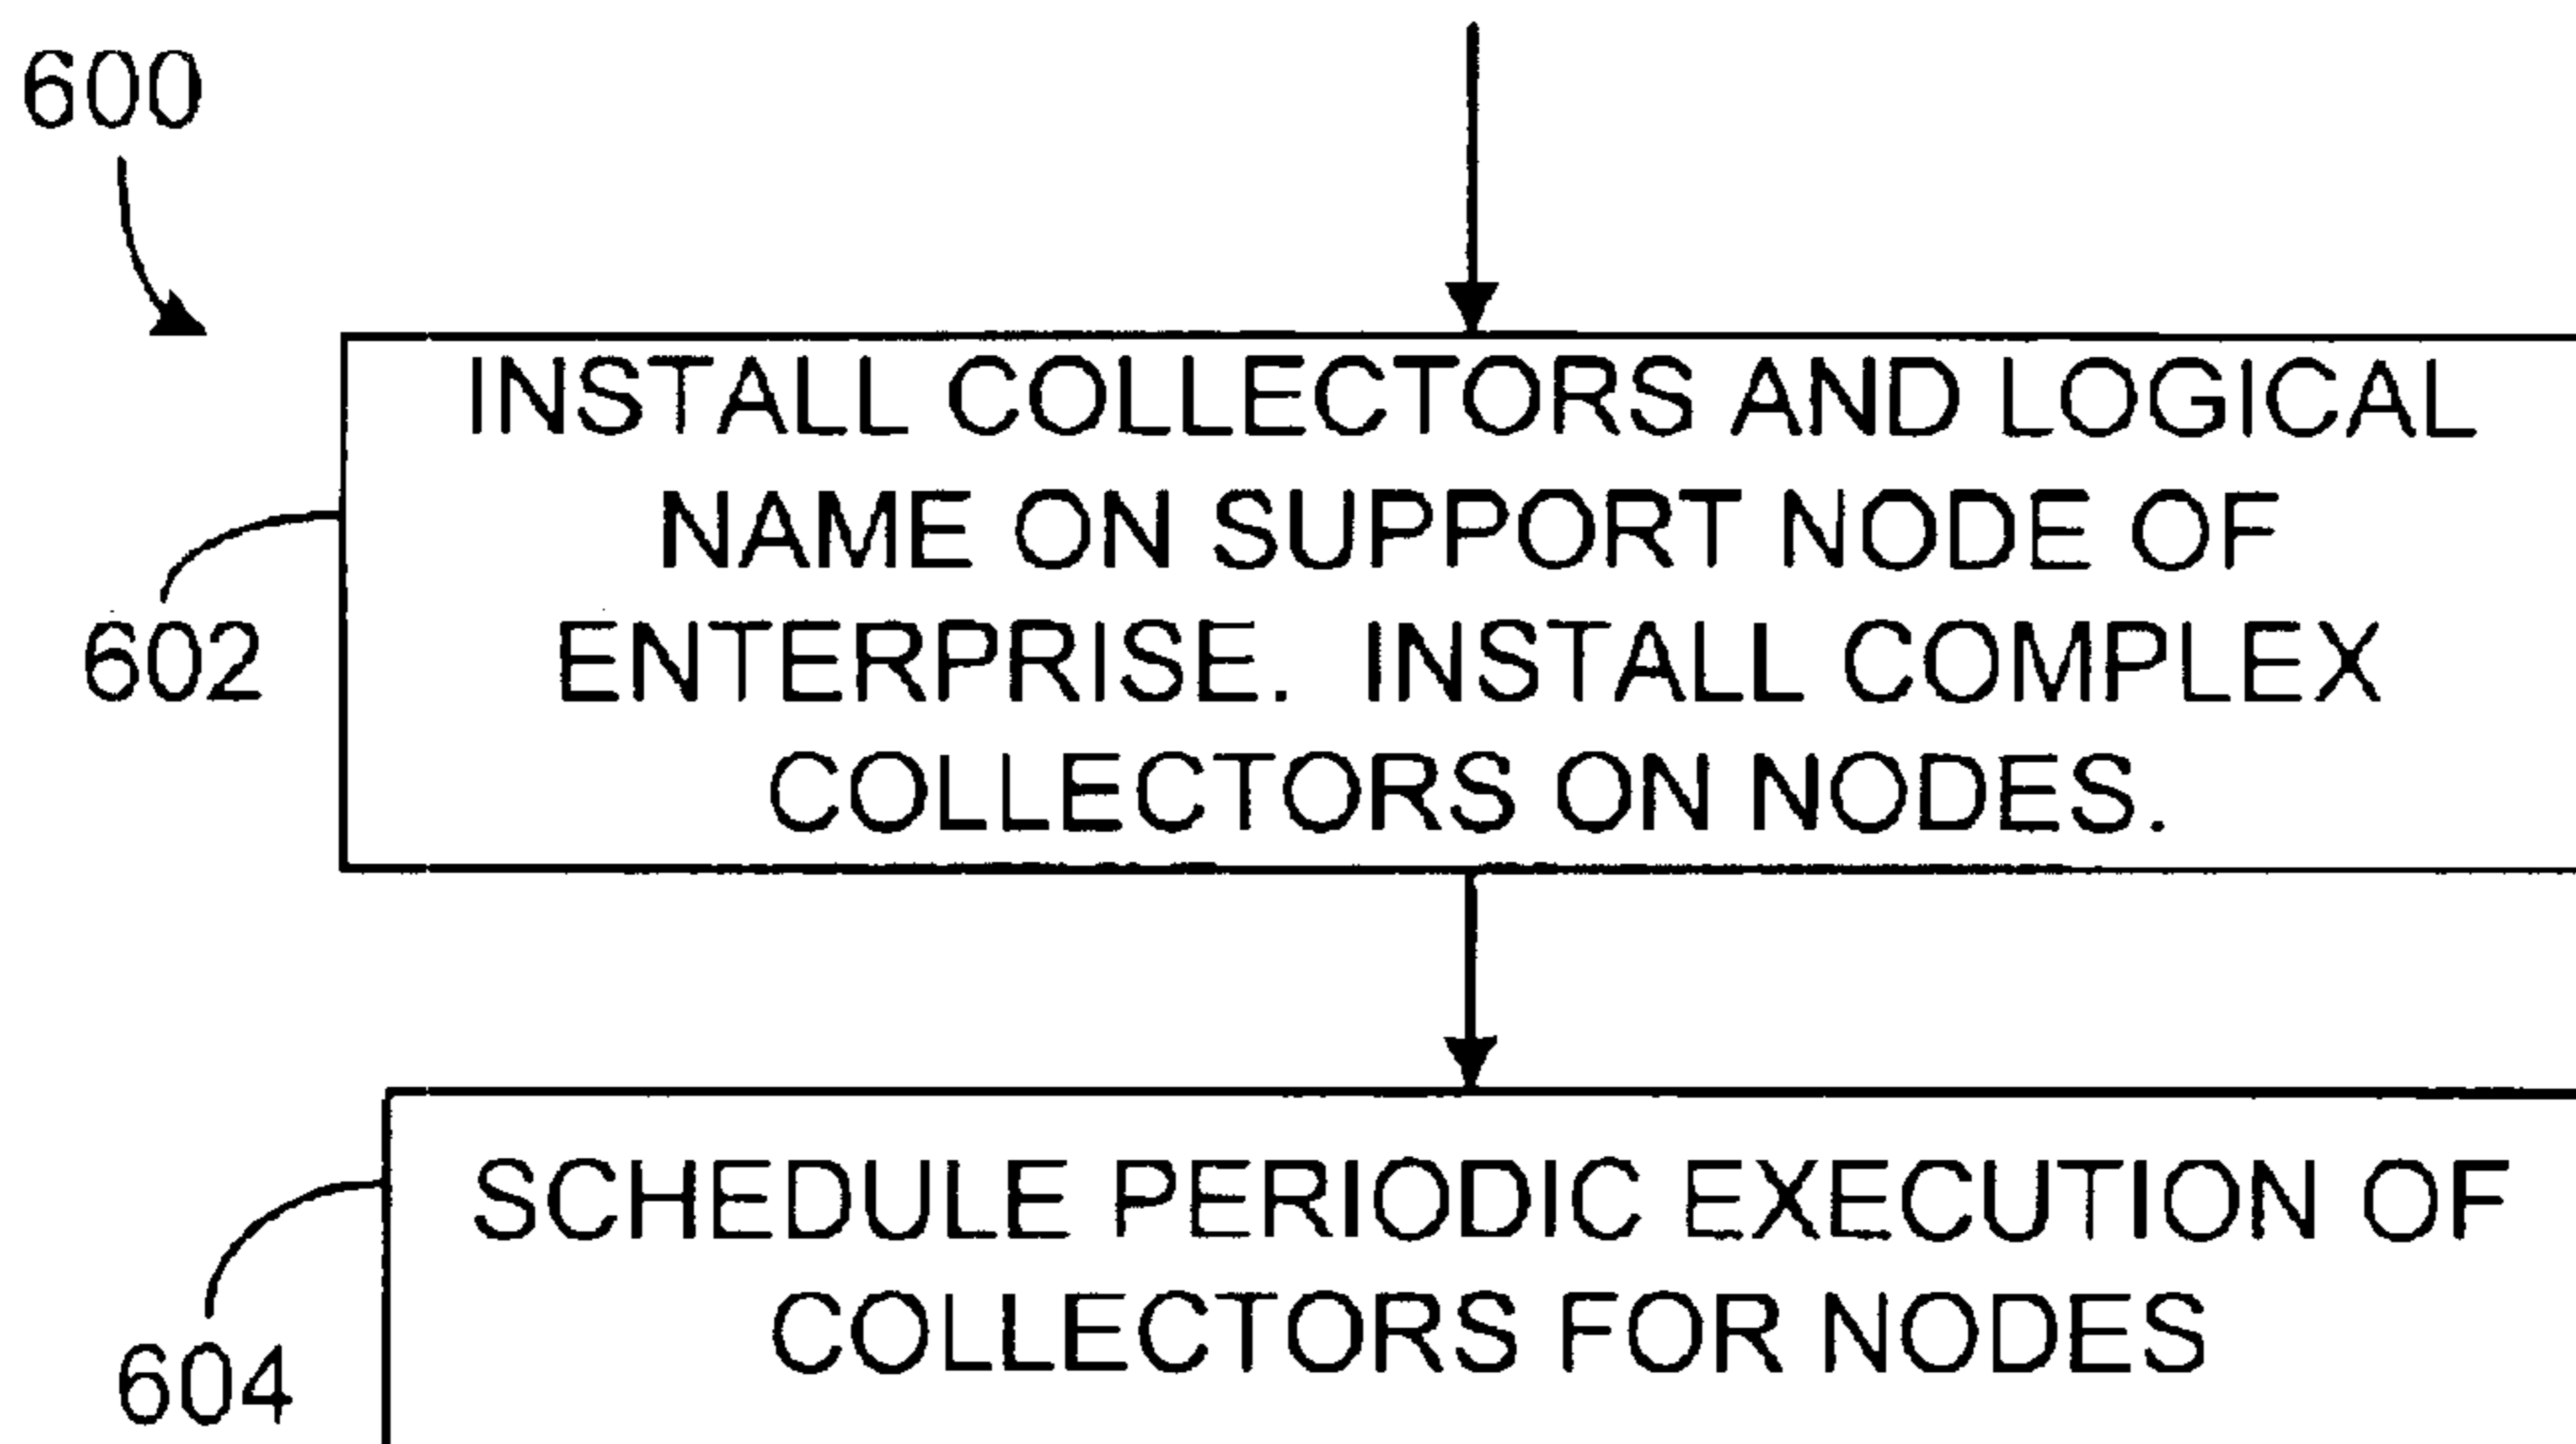 600
INSTALL COLLECTORS AND LOGICAL
NAME ON SUPPORT NODE OF
ENTERPRISE. INSTALL COMPLEX
COLLECTORS ON NODES.
602
SCHEDULE PERIODIC EXECUTION OF
COLLECTORS FOR NODES
604